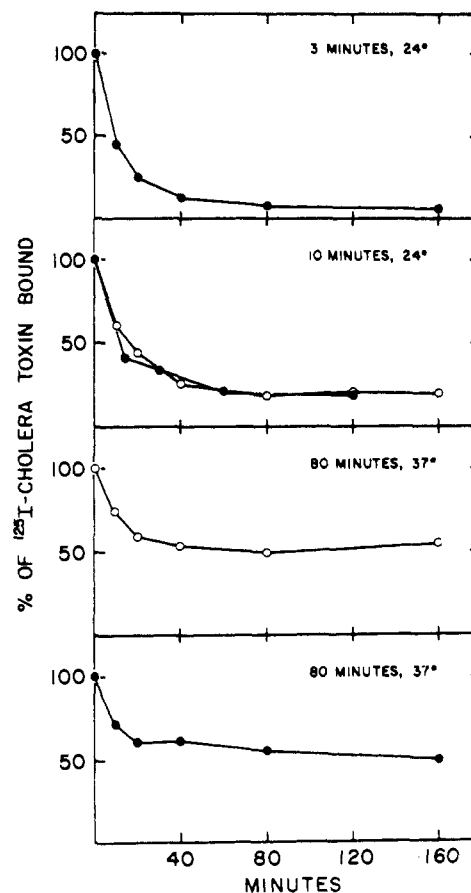 % OF ¹²⁵I-CHOLERA TOXIN BOUND
3 MINUTES, 24°
100
50
10 MINUTES, 24°
100
50
80 MINUTES, 37°
100
50
80 MINUTES, 37°
100
50
40 80 120 160
MINUTES